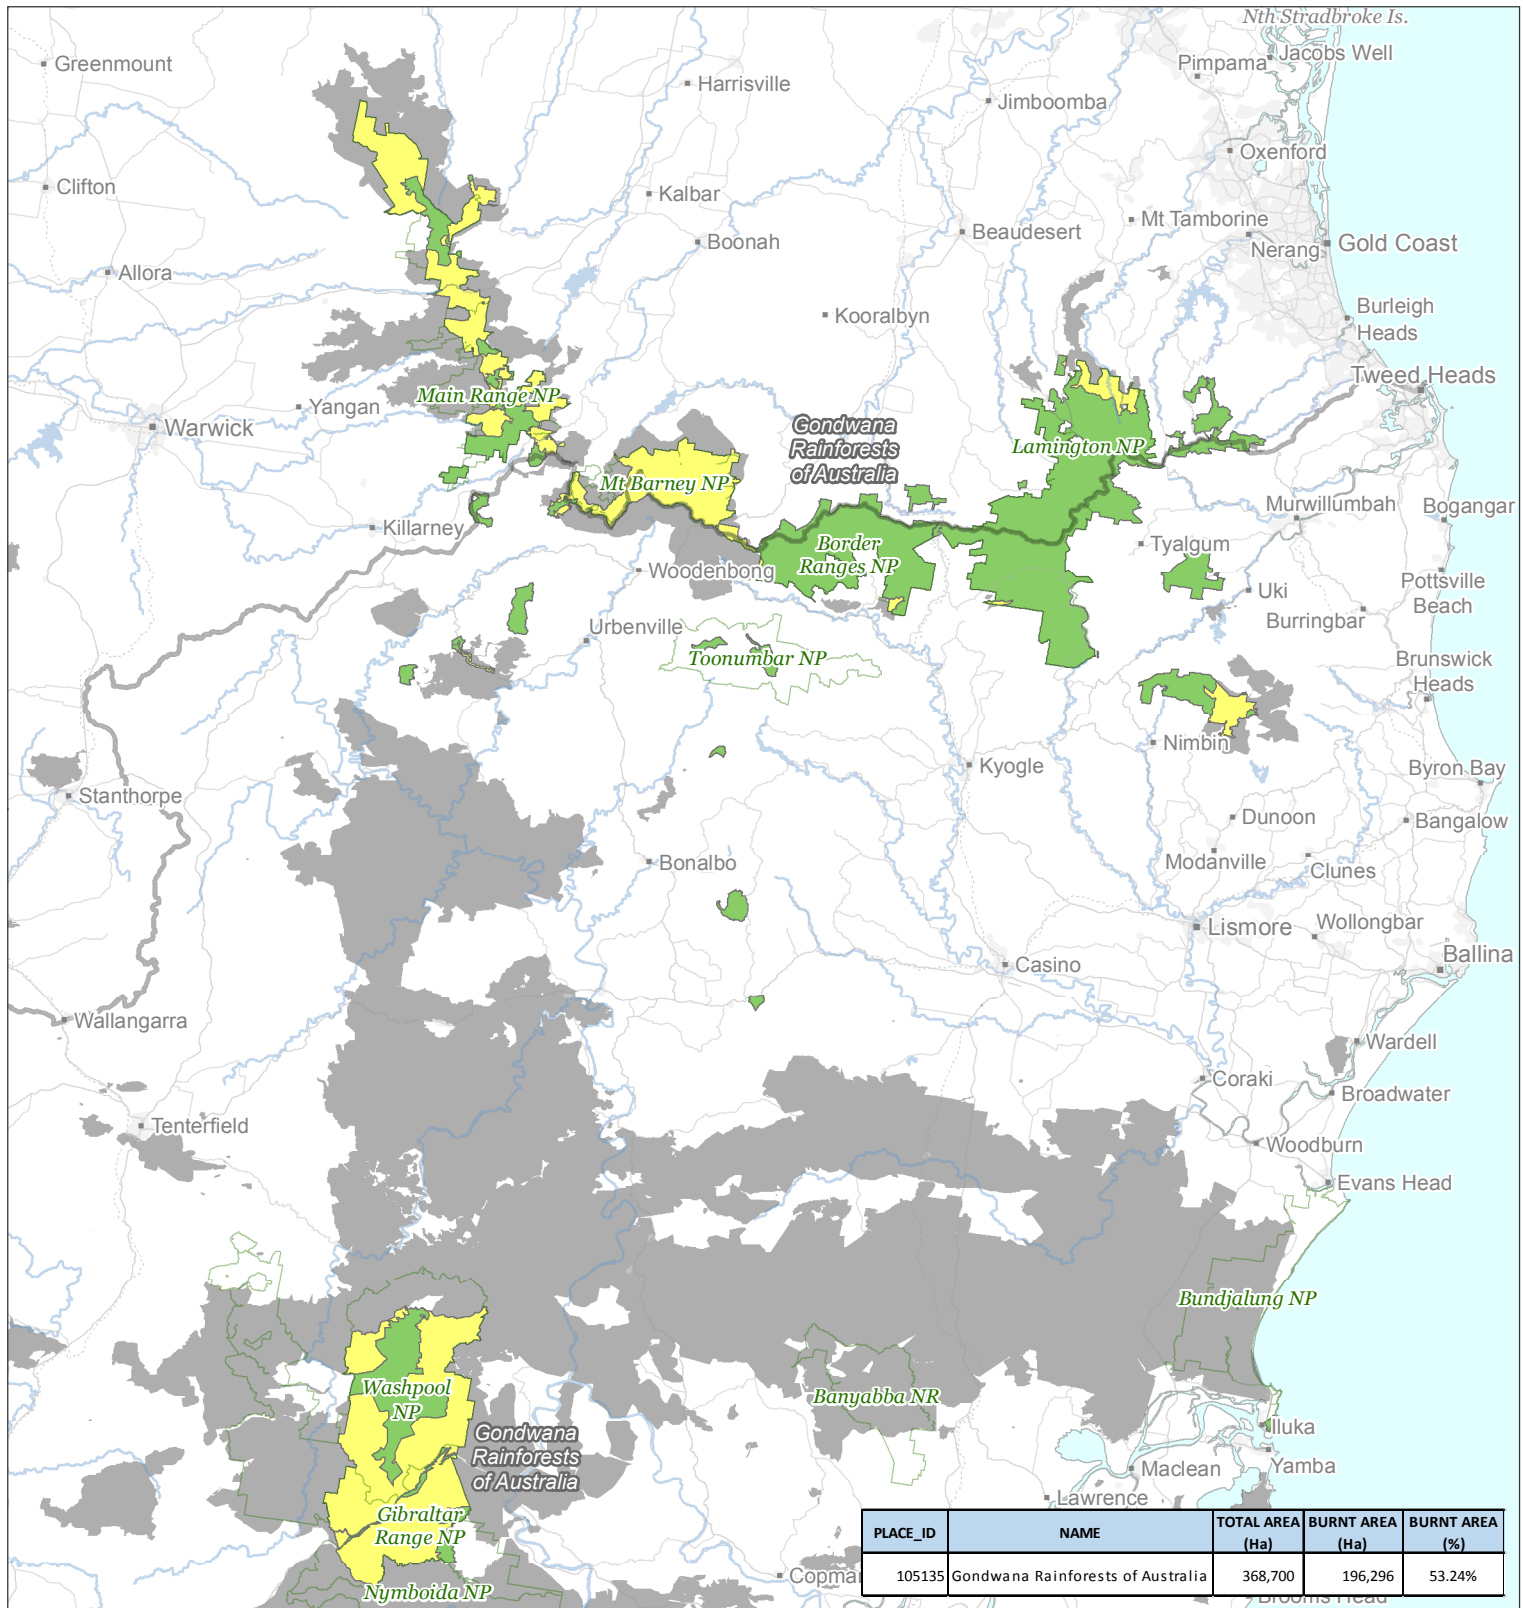 Nth Stradbroke Is.
Greenmount
Jacobs Well
Pimpama
Harrisville
Jimboomba
Oxenford
Clifton
Kalbar
Mt Tamborine
Beaudesert
Boonah
Nerang
Gold Coast
Allora
Kooralbyn
Burleigh
Heads
Tweed Heads
Main Range NP
Yangan
Warwick
Gondwana
Rainforests
of Australia
Lamington NP
Mt Barney NP
Murwillumbah
Bogangar
Killarney
Border
Ranges NP
Tyalgum
Woodenbong
Uki
Pottsville
Beach
Burringbar
Urbenville
Toonumbar NP
Brunswick
Heads
Nimbin
Kyogle
Byron Bay
Stanthorpe
Dunoon
Bangalow
Modanville
Clunes
Bonalbo
Lismore
Wollongbar
Ballina
Casino
Wallangarra
Wardell
Coraki
Broadwater
Tenterfield
Woodburn
Evans Head
Bundjalung NP
Washpool
NP
Banyabba NR
Iluka
Gondwana
Rainforests
of Australia
Yamba
Maclean
Lawrence
Gibraltar
Range NP
Nymboida NP
Copma
PLACE_ID NAME TOTAL AREA (Ha) BURNT AREA (Ha) BURNT AREA (%)
105135 Gondwana Rainforests of Australia 368,700 196,296 53.24%
Brooms Head